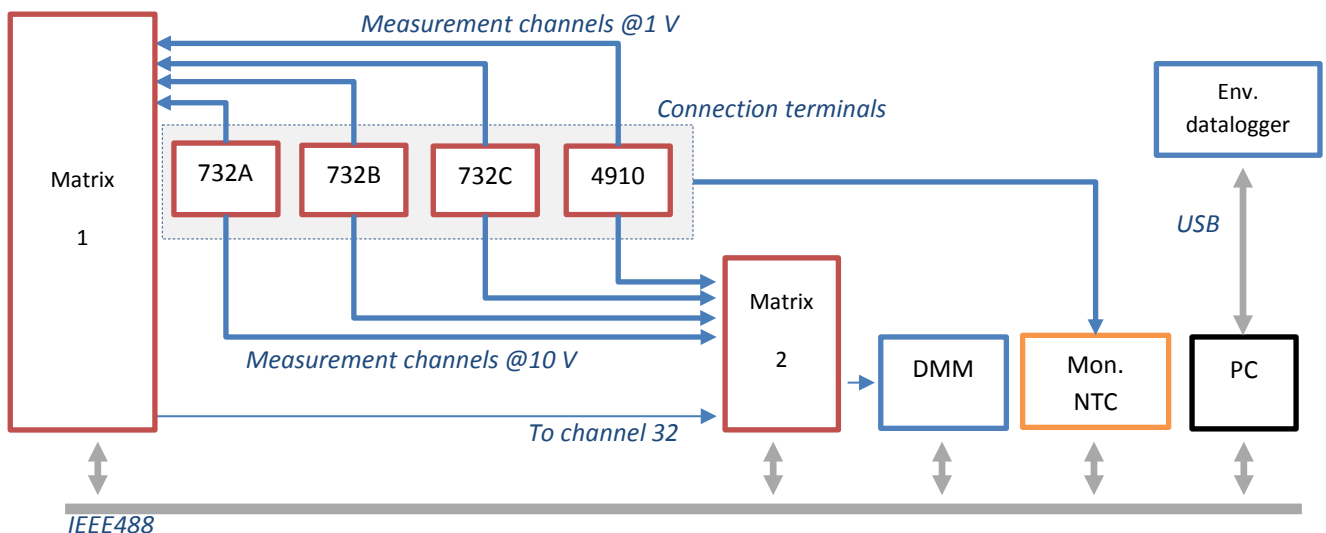 Measurement channels @1 V
Connection terminals
Env.
datalogger
Matrix
1
732A
732B
732C
4910
USB
Matrix
2
Measurement channels @10 V
DMM
Mon.
NTC
PC
To channel 32
IEEE488